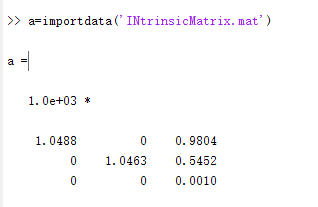 >> a=importdata('INtrinsicMatrix.mat')
a =
1.0e+03 *
1.0488 0 0.9804
0 1.0463 0.5452
0 0 0.0010